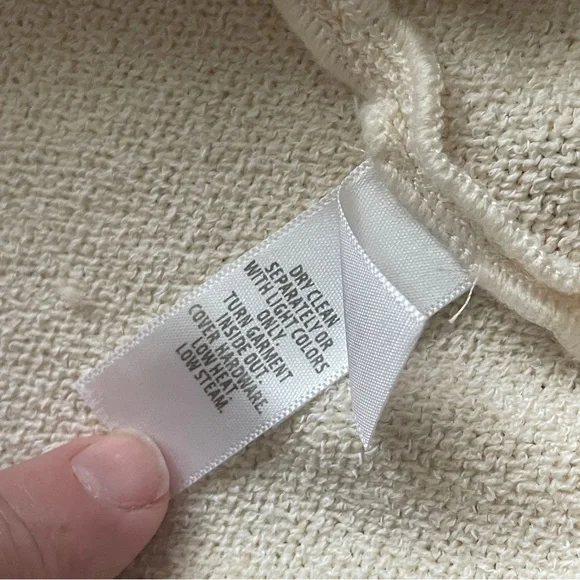 DRY CLEAN
SEPARATELY OR
WITH LIGHT COLORS
ONLY
TURN GARMENT
INSIDE OUT.
COVER HARDWARE.
LOW HEAT.
LOW STEAM.